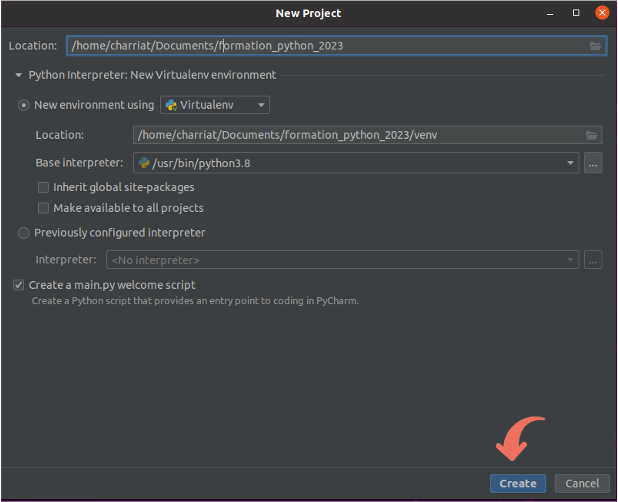 New Project
Location: /home/charriat/Documents/formation_python_2023
Python Interpreter: New Virtualenv environment
New environment using Virtualenv
Location: /home/charriat/Documents/formation_python_2023/venv
Base interpreter: /usr/bin/python3.8 ...
Inherit global site-packages
Make available to all projects
Previously configured interpreter
Interpreter: <No interpreter> ...
Create a main.py welcome script
Create a Python script that provides an entry point to coding in PyCharm.
Create Cancel